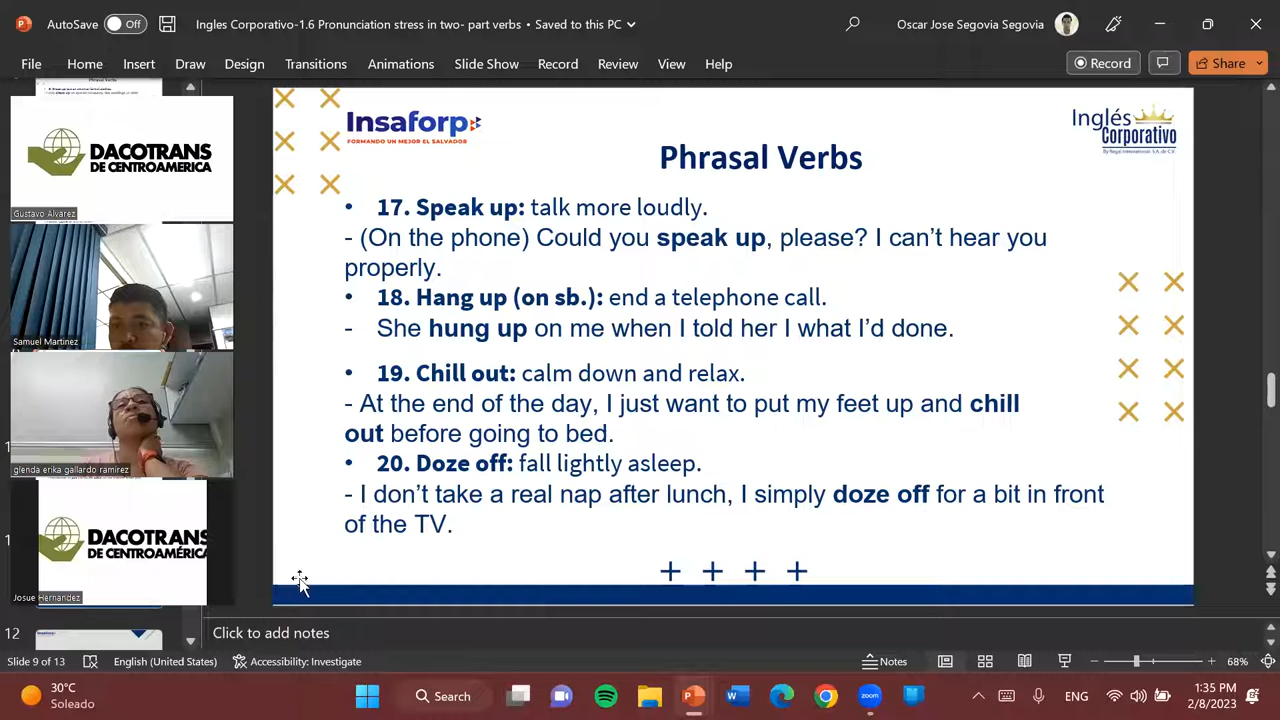 AutoSave Off Ingles Corporativo-1.6 Pronunciation stress in two- part verbs • Saved to this PC Oscar Jose Segovia Segovia
File Home Insert Draw Design Transitions Animations Slide Show Record Review View Help Record Share
DACOTRANS
DE CENTROAMERICA
Gustavo Alvarez
Samuel Martinez
glenda erika gallardo ramirez
DACOTRANS
DE CENTROAMÉRICA
Josue Hernandez
12
Insaforp
FORMANDO UN MEJOR EL SALVADOR
Inglés
Corporativo
By Regal International S.A. de C.V.
Phrasal Verbs
• 17. Speak up: talk more loudly.
- (On the phone) Could you speak up, please? I can’t hear you
properly.
• 18. Hang up (on sb.): end a telephone call.
- She hung up on me when I told her I what I’d done.
• 19. Chill out: calm down and relax.
- At the end of the day, I just want to put my feet up and chill
out before going to bed.
• 20. Doze off: fall lightly asleep.
- I don’t take a real nap after lunch, I simply doze off for a bit in front
of the TV.
Click to add notes
Slide 9 of 13 English (United States) Accessibility: Investigate Notes 68%
30°C
Soleado
Search
zoom
ENG
1:35 PM
2/8/2023